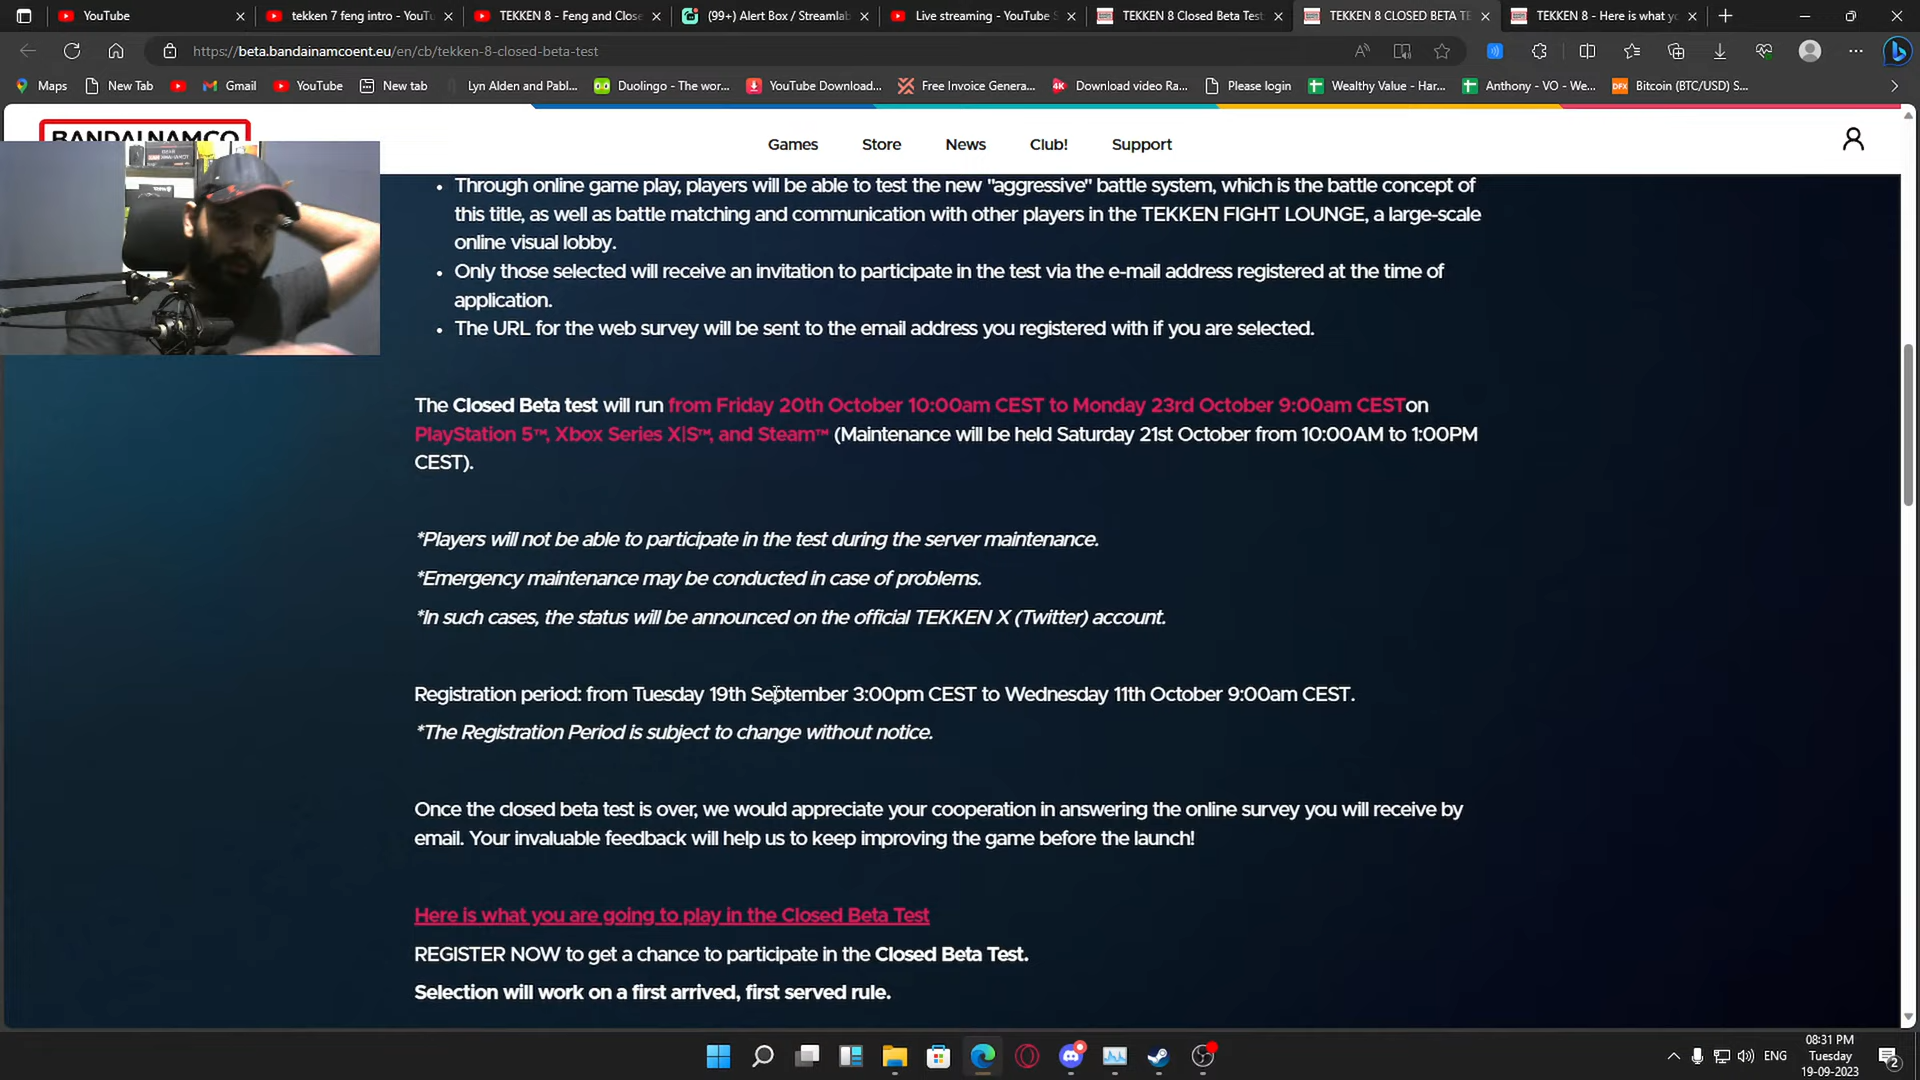 YouTube
tekken 7 feng intro - YouTu
TEKKEN 8 - Feng and Close
(99+) Alert Box / Streamlab
Live streaming - YouTube S
TEKKEN 8 Closed Beta Test
TEKKEN 8 CLOSED BETA TE
TEKKEN 8 - Here is what yo
https://beta.bandainamcoent.eu/en/cb/tekken-8-closed-beta-test
Maps
New Tab
Gmail
YouTube
New tab
Lyn Alden and Pabl...
Duolingo - The wor...
YouTube Download...
Free Invoice Genera...
4K
Download video Ra...
Please login
Wealthy Value - Har...
Anthony - VO - We...
DFX
Bitcoin (BTC/USD) S...
BANDAI NAMCO
Games
Store
News
Club!
Support
• Through online game play, players will be able to test the new "aggressive" battle system, which is the battle concept of
this title, as well as battle matching and communication with other players in the TEKKEN FIGHT LOUNGE, a large-scale
online visual lobby.
• Only those selected will receive an invitation to participate in the test via the e-mail address registered at the time of
application.
• The URL for the web survey will be sent to the email address you registered with if you are selected.
The Closed Beta test will run from Friday 20th October 10:00am CEST to Monday 23rd October 9:00am CESTon
PlayStation 5™, Xbox Series X|S™, and Steam™ (Maintenance will be held Saturday 21st October from 10:00AM to 1:00PM
CEST).
*Players will not be able to participate in the test during the server maintenance.
*Emergency maintenance may be conducted in case of problems.
*In such cases, the status will be announced on the official TEKKEN X (Twitter) account.
Registration period: from Tuesday 19th September 3:00pm CEST to Wednesday 11th October 9:00am CEST.
*The Registration Period is subject to change without notice.
Once the closed beta test is over, we would appreciate your cooperation in answering the online survey you will receive by
email. Your invaluable feedback will help us to keep improving the game before the launch!
Here is what you are going to play in the Closed Beta Test
REGISTER NOW to get a chance to participate in the Closed Beta Test.
Selection will work on a first arrived, first served rule.
ENG
08:31 PM
Tuesday
19-09-2023
2